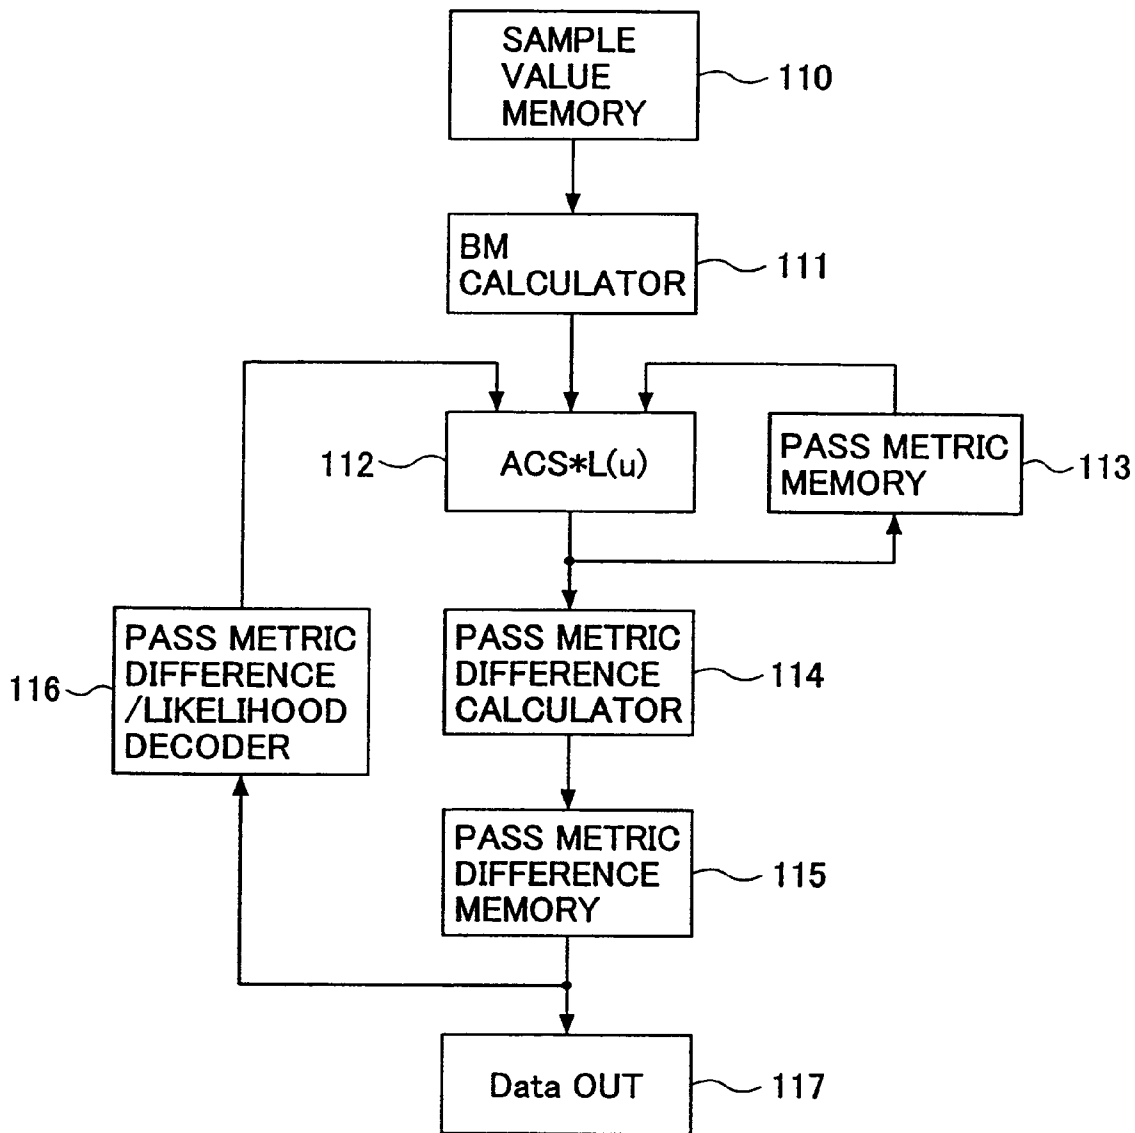 SAMPLE
VALUE
MEMORY
110
BM
CALCULATOR
111
112
ACS*L(u)
PASS METRIC
MEMORY
113
116
PASS METRIC
DIFFERENCE
/LIKELIHOOD
DECODER
PASS METRIC
DIFFERENCE
CALCULATOR
114
PASS METRIC
DIFFERENCE
MEMORY
115
Data OUT
117